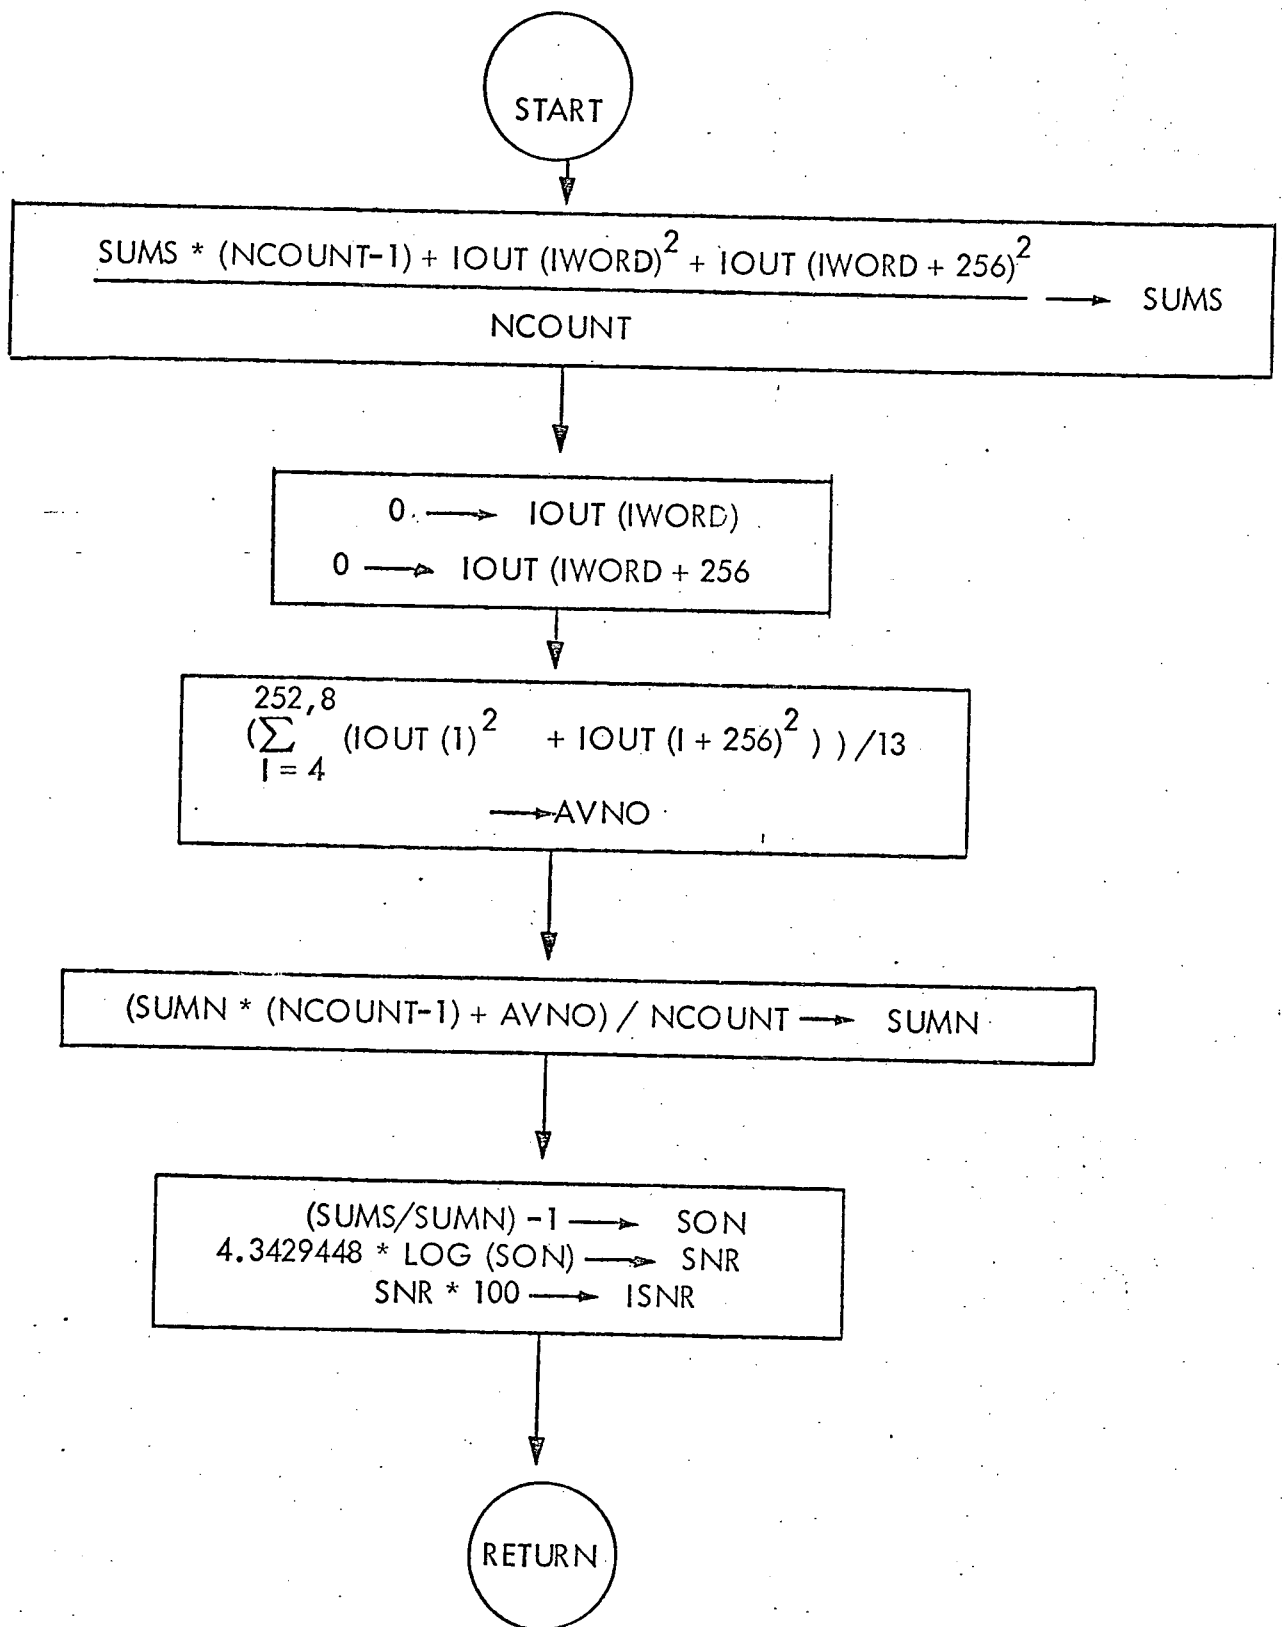 START
SUMS * (NCOUNT-1) + IOUT (IWORD)² + IOUT (IWORD + 256)²
NCOUNT
→ SUMS
0 → IOUT (IWORD)
0 → IOUT (IWORD + 256
252,8
(∑ (IOUT (I)² + IOUT (I + 256)² ) ) /13
I = 4
→ AVNO
(SUMN * (NCOUNT-1) + AVNO) / NCOUNT → SUMN
(SUMS/SUMN) -1 → SON
4.3429448 * LOG (SON) → SNR
SNR * 100 → ISNR
RETURN